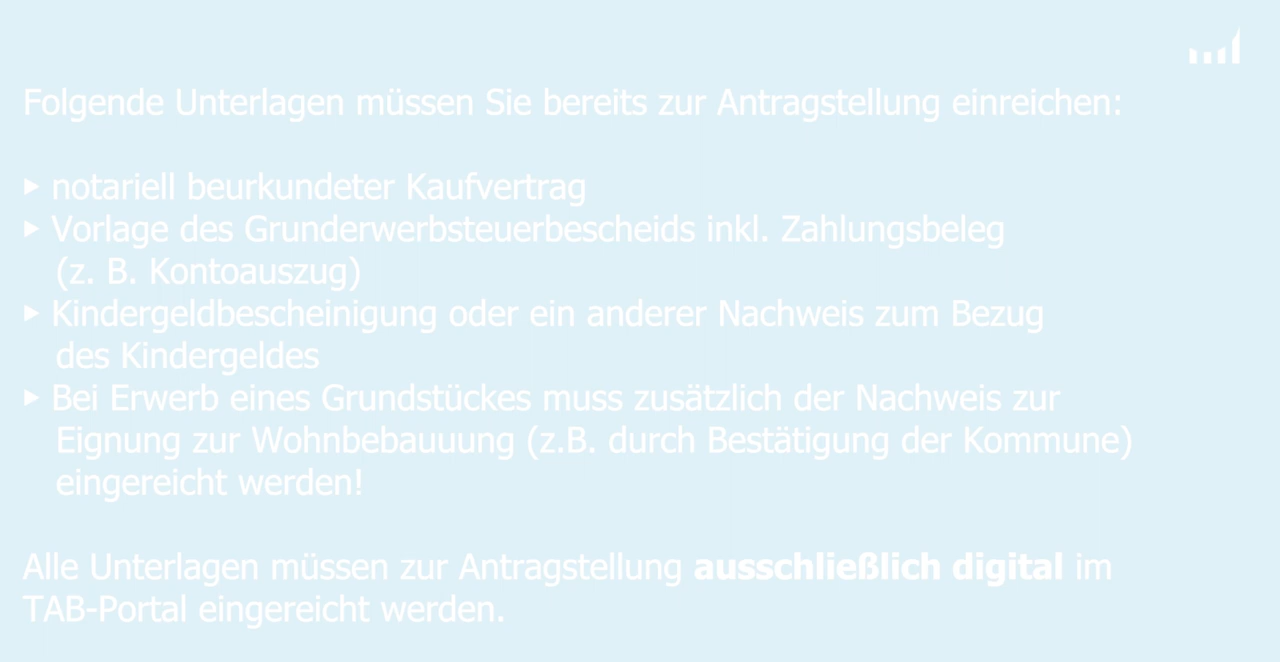 Folgende Unterlagen müssen Sie bereits zur Antragstellung einreichen:
▸ notariell beurkundeter Kaufvertrag
▸ Vorlage des Grunderwerbsteuerbescheids inkl. Zahlungsbeleg
(z. B. Kontoauszug)
▸ Kindergeldbescheinigung oder ein anderer Nachweis zum Bezug
des Kindergeldes
▸ Bei Erwerb eines Grundstückes muss zusätzlich der Nachweis zur
Eignung zur Wohnbebauuung (z.B. durch Bestätigung der Kommune)
eingereicht werden!
Alle Unterlagen müssen zur Antragstellung ausschließlich digital im
TAB-Portal eingereicht werden.